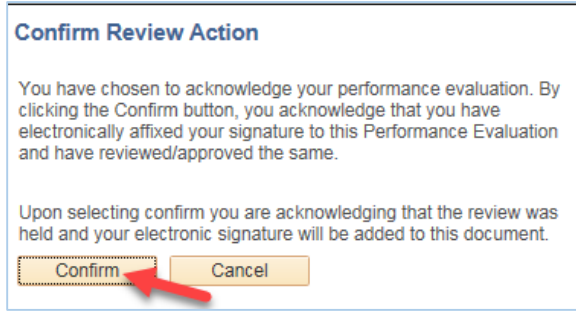 Confirm Review Action
You have chosen to acknowledge your performance evaluation. By
clicking the Confirm button, you acknowledge that you have
electronically affixed your signature to this Performance Evaluation
and have reviewed/approved the same.
Upon selecting confirm you are acknowledging that the review was
held and your electronic signature will be added to this document.
Confirm Cancel